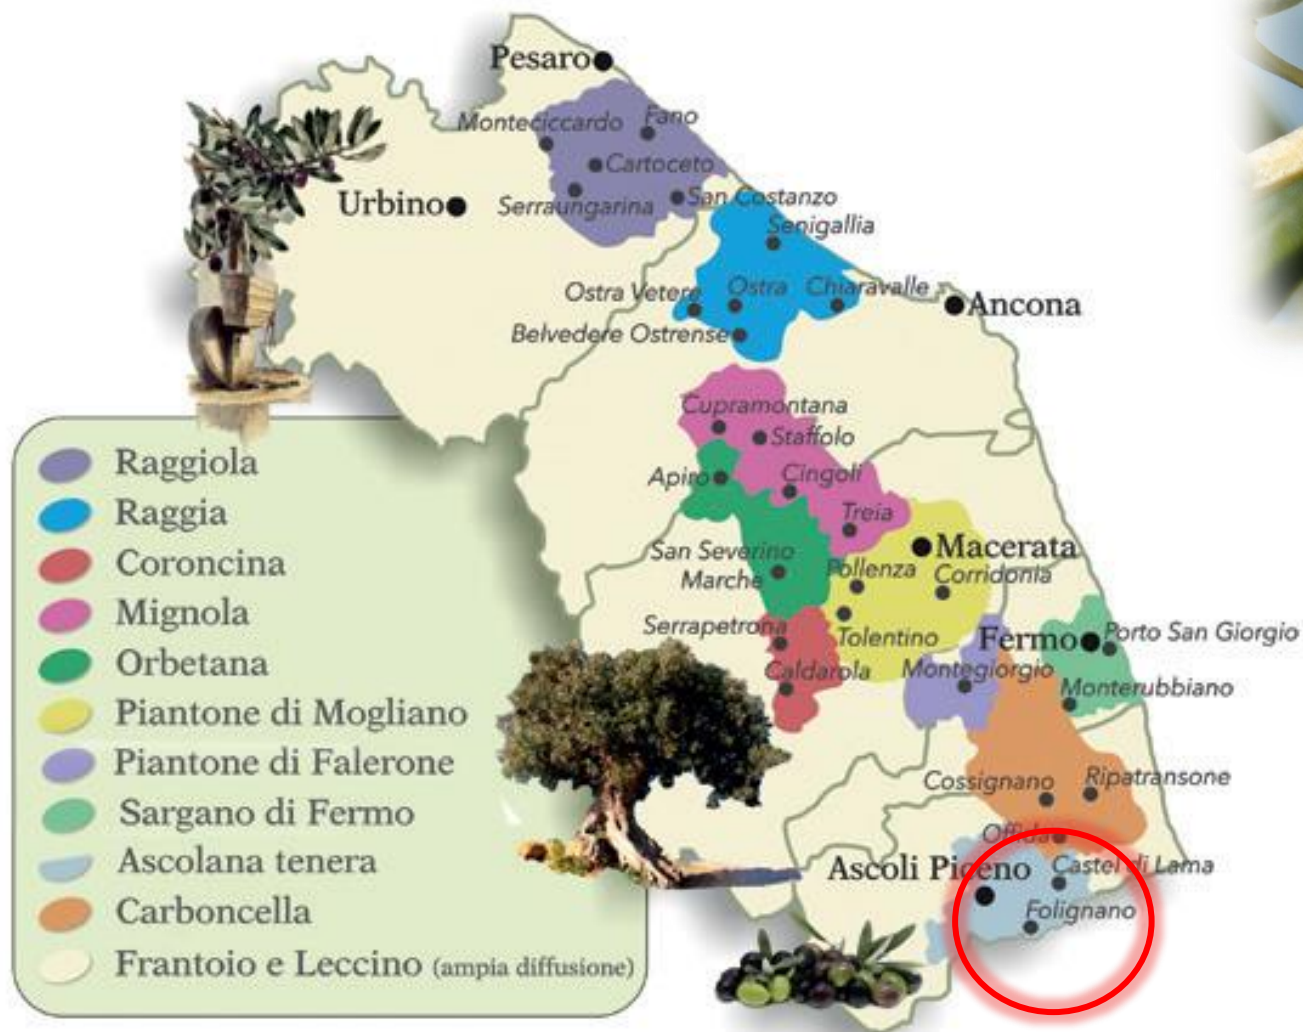 Pesaro
Monteciccardo
Fano
Cartoceto
Urbino
Serraungarina
San Costanzo
Senigallia
Ostra Vetere
Ostra
Chiaravalle
Ancona
Belvedere Ostrense
Cupramontana
Staffolo
Apiro
Cingoli
Treia
San Severino
Marche
Macerata
Pollenza
Corridonia
Serrapetrona
Tolentino
Fermo
Porto San Giorgio
Caldarola
Montegiorgio
Monterubbiano
Cossignano
Ripatransone
Offida
Ascoli Piceno
Castel di Lama
Folignano
Raggiola
Raggia
Coroncina
Mignola
Orbetana
Piantone di Mogliano
Piantone di Falerone
Sargano di Fermo
Ascolana tenera
Carboncella
Frantoio e Leccino (ampia diffusione)